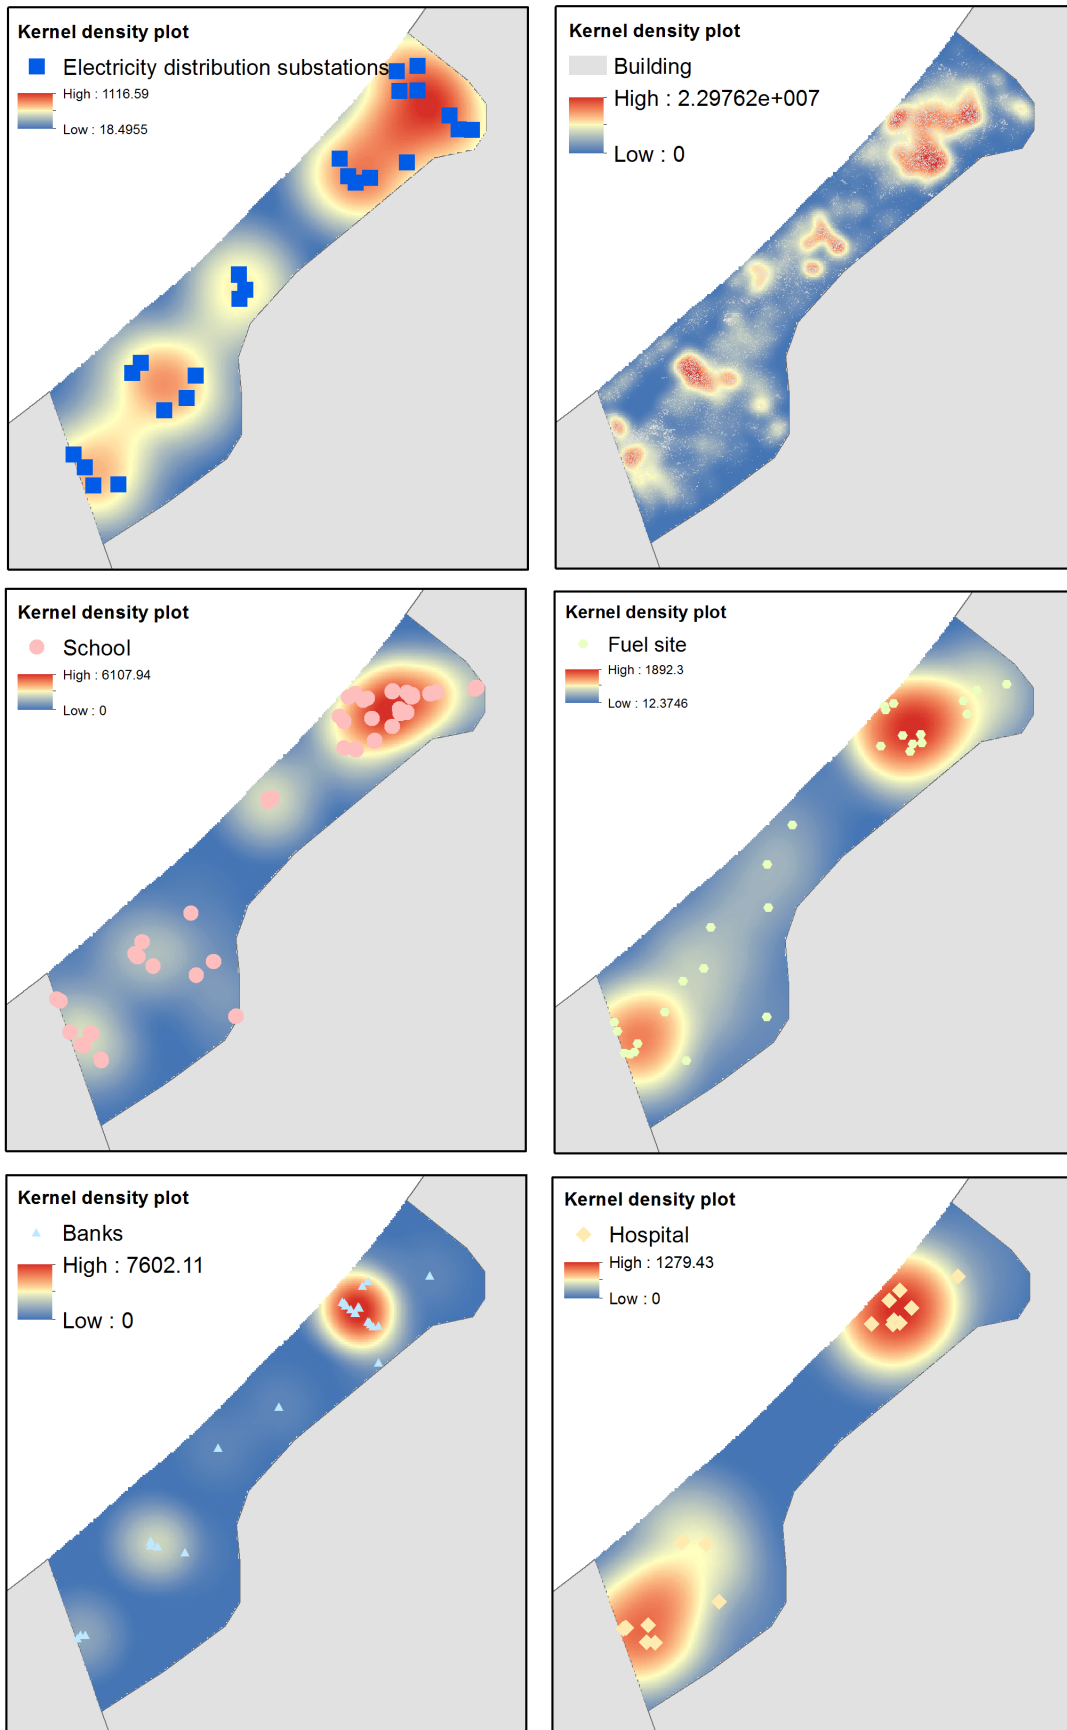 Kernel density plot
Electricity distribution substations
High : 1116.59
Low : 18.4955
Kernel density plot
Building
High : 2.29762e+007
Low : 0
Kernel density plot
School
High : 6107.94
Low : 0
Kernel density plot
Fuel site
High : 1892.3
Low : 12.3746
Kernel density plot
Banks
High : 7602.11
Low : 0
Kernel density plot
Hospital
High : 1279.43
Low : 0